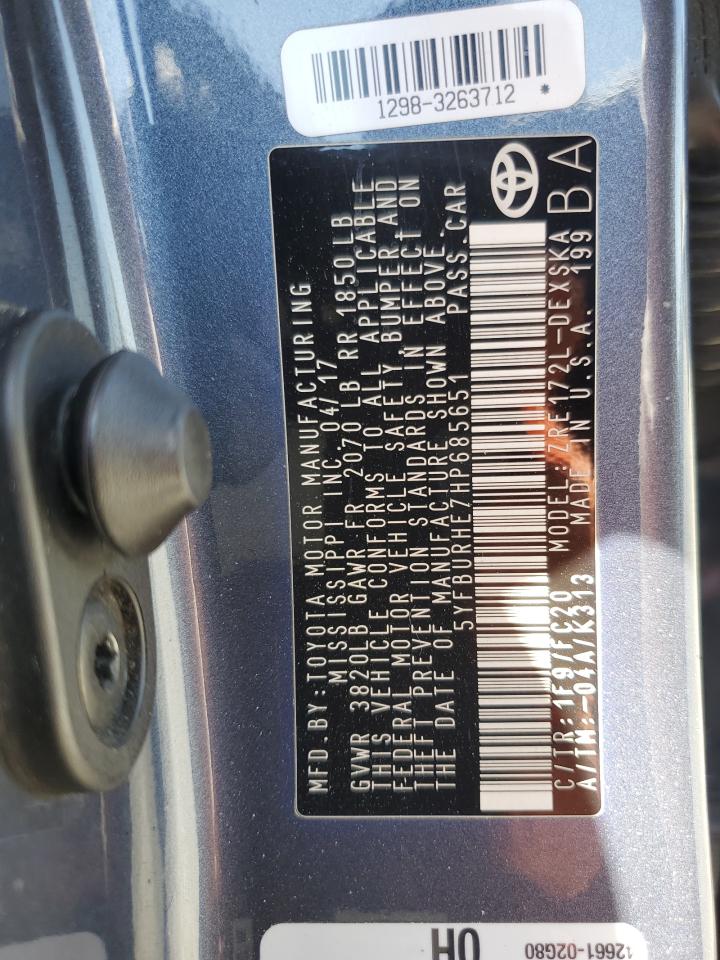 1298-3263712 *
MFD.BY:TOYOTA MOTOR MANUFACTURING
MISSISSIPPI INC.04/17
GVWR 3820LB GAWR FR 2070 LB RR 1850LB
THIS VEHICLE CONFORMS TO ALL APPLICABLE
FEDERAL MOTOR VEHICLE SAFETY, BUMPER, AND
THEFT PREVENTION STANDARDS IN EFFECT ON
THE DATE OF MANUFACTURE SHOWN ABOVE.
5YFBURHE7HP685651 PASS.CAR
C/TR:1F9/FC20 MODEL:ZRE172L-DEXSKA
A/TM:-04A/K313 MADE IN U.S.A. 199
BA
0H
12661-02G80